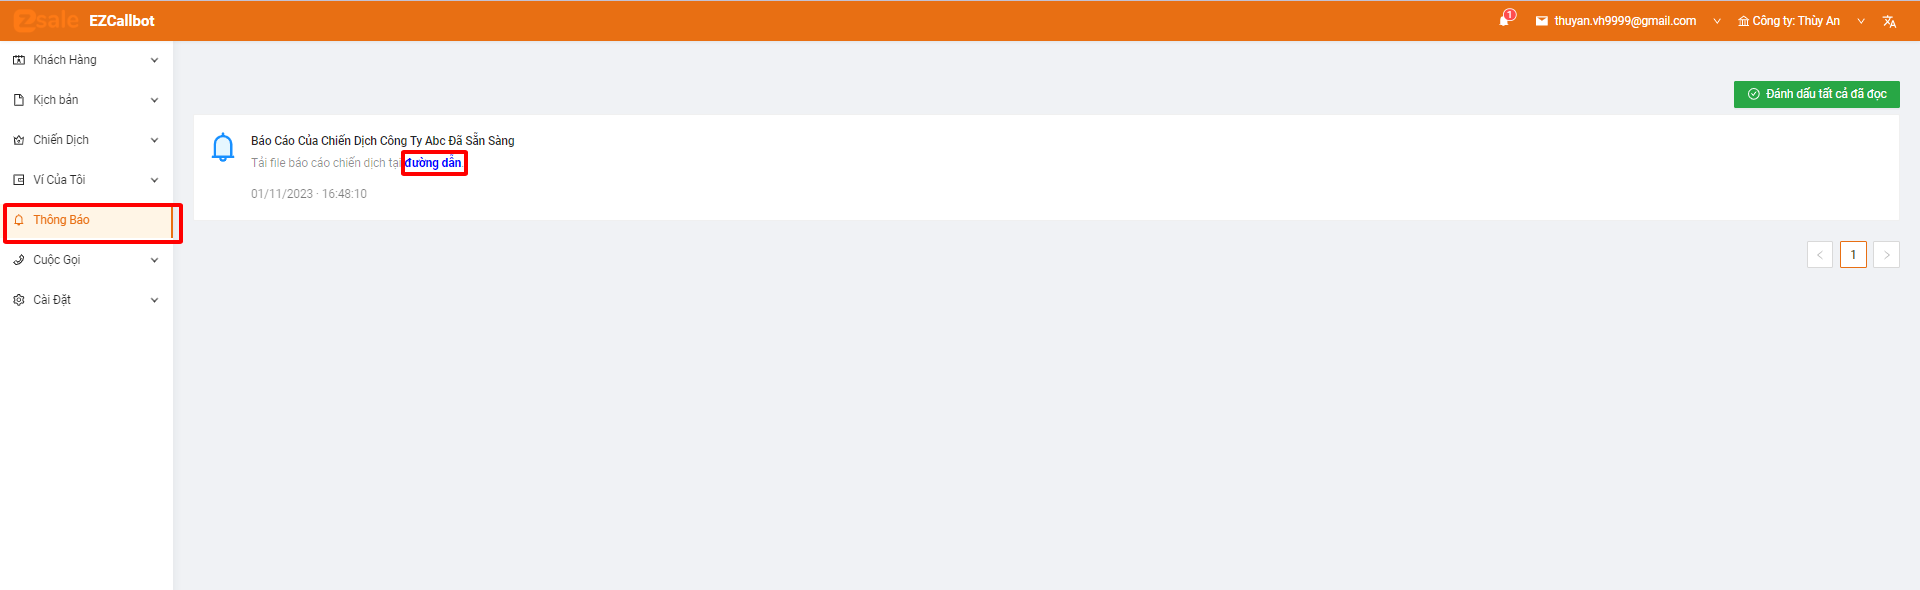 zsale EZCallbot
1
thuyan.vh9999@gmail.com
Công ty: Thùy An
Khách Hàng
Kịch bản
Chiến Dịch
Ví Của Tôi
Thông Báo
Cuộc Gọi
Cài Đặt
Đánh dấu tất cả đã đọc
Báo Cáo Của Chiến Dịch Công Ty Abc Đã Sẵn Sàng
Tải file báo cáo chiến dịch tại đường dẫn.
01/11/2023 · 16:48:10
< 1 >